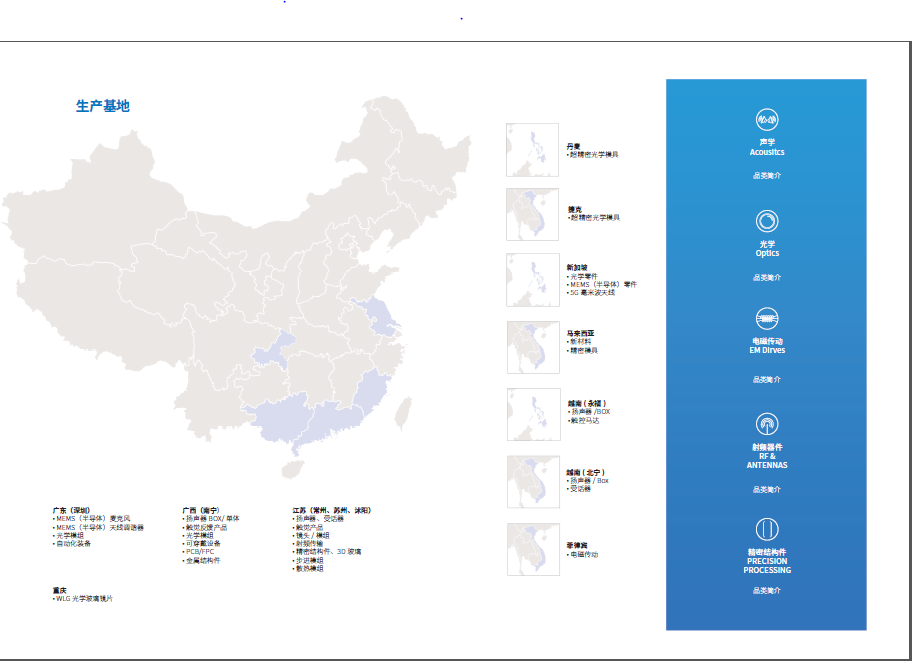 生产基地
丹麦
• 超精密光学模具
捷克
• 超精密光学模具
新加坡
• 光学零件
• MEMS（半导体）零件
• 5G 毫米波天线
马来西亚
• 新材料
• 精密模具
越南 ( 永福 )
• 扬声器 /BOX
• 触控马达
越南 ( 北宁 )
• 扬声器 / Box
• 受话器
菲律宾
• 电磁传动
广东（深圳）
• MEMS（半导体）麦克风
• MEMS（半导体）天线调谐器
• 光学模组
• 自动化装备
广西（南宁）
• 扬声器 BOX/ 单体
• 触觉反馈产品
• 光学模组
• 可穿戴设备
• PCB/FPC
• 金属结构件
江苏（常州、苏州、沭阳）
• 扬声器、受话器
• 触觉产品
• 镜头 / 模组
• 射频传输
• 精密结构件、3D 玻璃
• 步进模组
• 散热模组
重庆
• WLG 光学玻璃镜片
声学
Acousitcs
品类简介
光学
Optics
品类简介
电磁传动
EM Dirves
品类简介
射频器件
RF &
ANTENNAS
品类简介
精密结构件
PRECISION
PROCESSING
品类简介